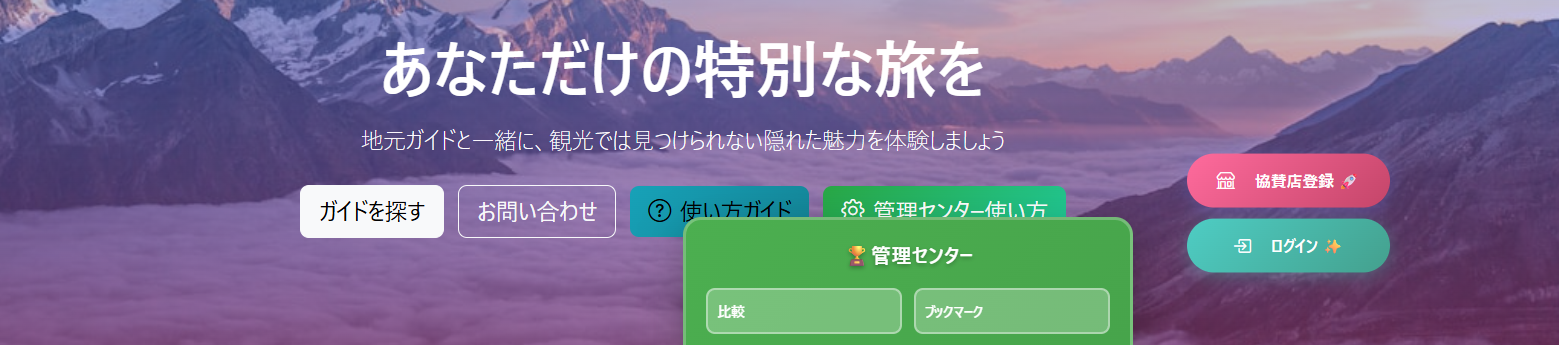 あなただけの特別な旅を
地元ガイドと一緒に、観光では見つけられない隠れた魅力を体験しましょう
ガイドを探す
お問い合わせ
使い方ガイド
管理センター使い方
協賛店登録 🚀
ログイン ✨
🏆 管理センター
比較
ブックマーク